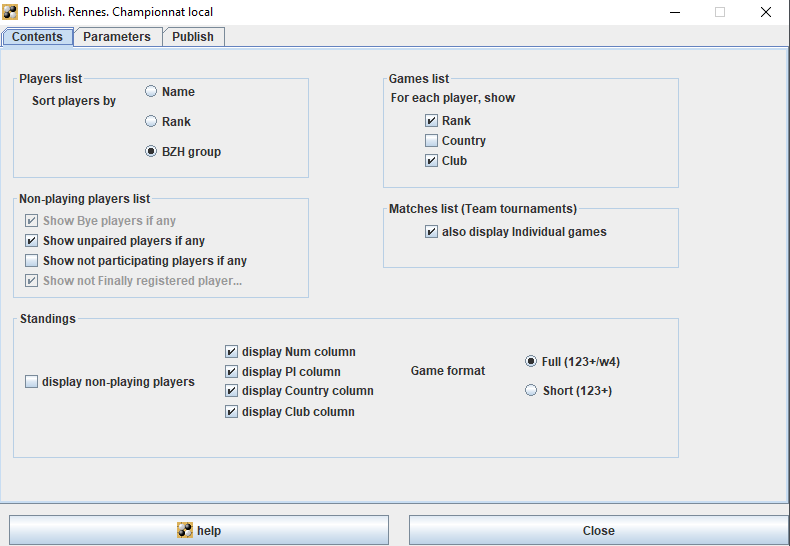 Publish. Rennes. Championnat local
Contents
Parameters
Publish
Players list
Sort players by
Name
Rank
BZH group
Games list
For each player, show
Rank
Country
Club
Non-playing players list
Show Bye players if any
Show unpaired players if any
Show not participating players if any
Show not Finally registered player...
Matches list (Team tournaments)
also display Individual games
Standings
display non-playing players
display Num column
display Pl column
display Country column
display Club column
Game format
Full (123+/w4)
Short (123+)
help
Close